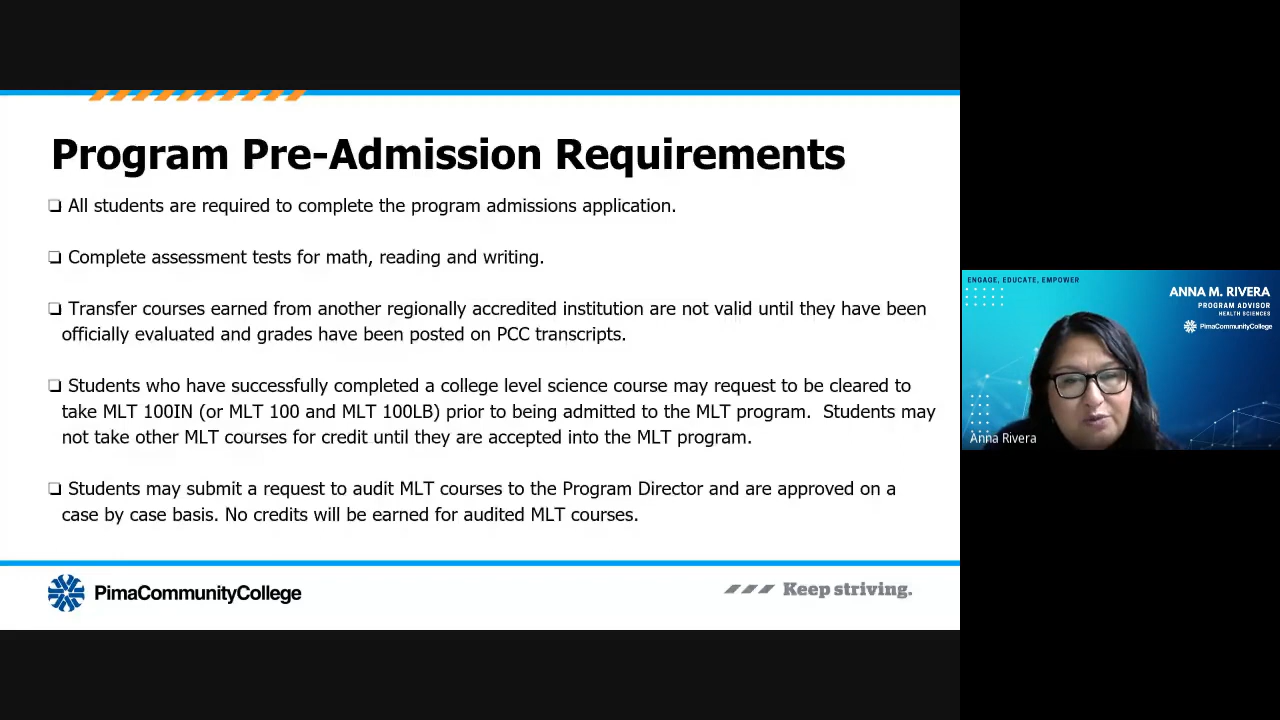 Program Pre-Admission Requirements
❑ All students are required to complete the program admissions application.
❑ Complete assessment tests for math, reading and writing.
❑ Transfer courses earned from another regionally accredited institution are not valid until they have been
officially evaluated and grades have been posted on PCC transcripts.
❑ Students who have successfully completed a college level science course may request to be cleared to
take MLT 100IN (or MLT 100 and MLT 100LB) prior to being admitted to the MLT program.  Students may
not take other MLT courses for credit until they are accepted into the MLT program.
❑ Students may submit a request to audit MLT courses to the Program Director and are approved on a
case by case basis. No credits will be earned for audited MLT courses.
PimaCommunityCollege
Keep striving.
ENGAGE, EDUCATE, EMPOWER
ANNA M. RIVERA
PROGRAM ADVISOR
HEALTH SCIENCES
PimaCommunityCollege
Anna Rivera